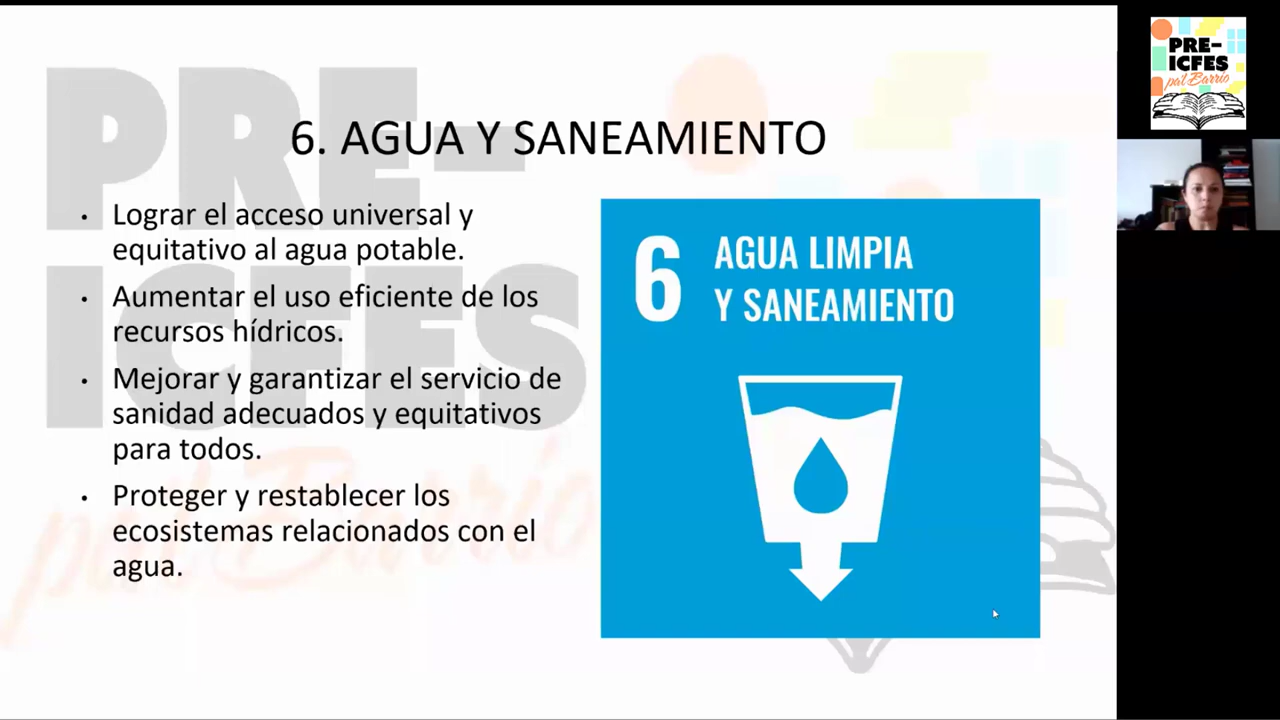 6. AGUA Y SANEAMIENTO
• Lograr el acceso universal y
equitativo al agua potable.
• Aumentar el uso eficiente de los
recursos hídricos.
• Mejorar y garantizar el servicio de
sanidad adecuados y equitativos
para todos.
• Proteger y restablecer los
ecosistemas relacionados con el
agua.
6 AGUA LIMPIA
Y SANEAMIENTO
PRE-
ICFES
pa'l Barrio
PRE-
ICFES
pa'l Barrio